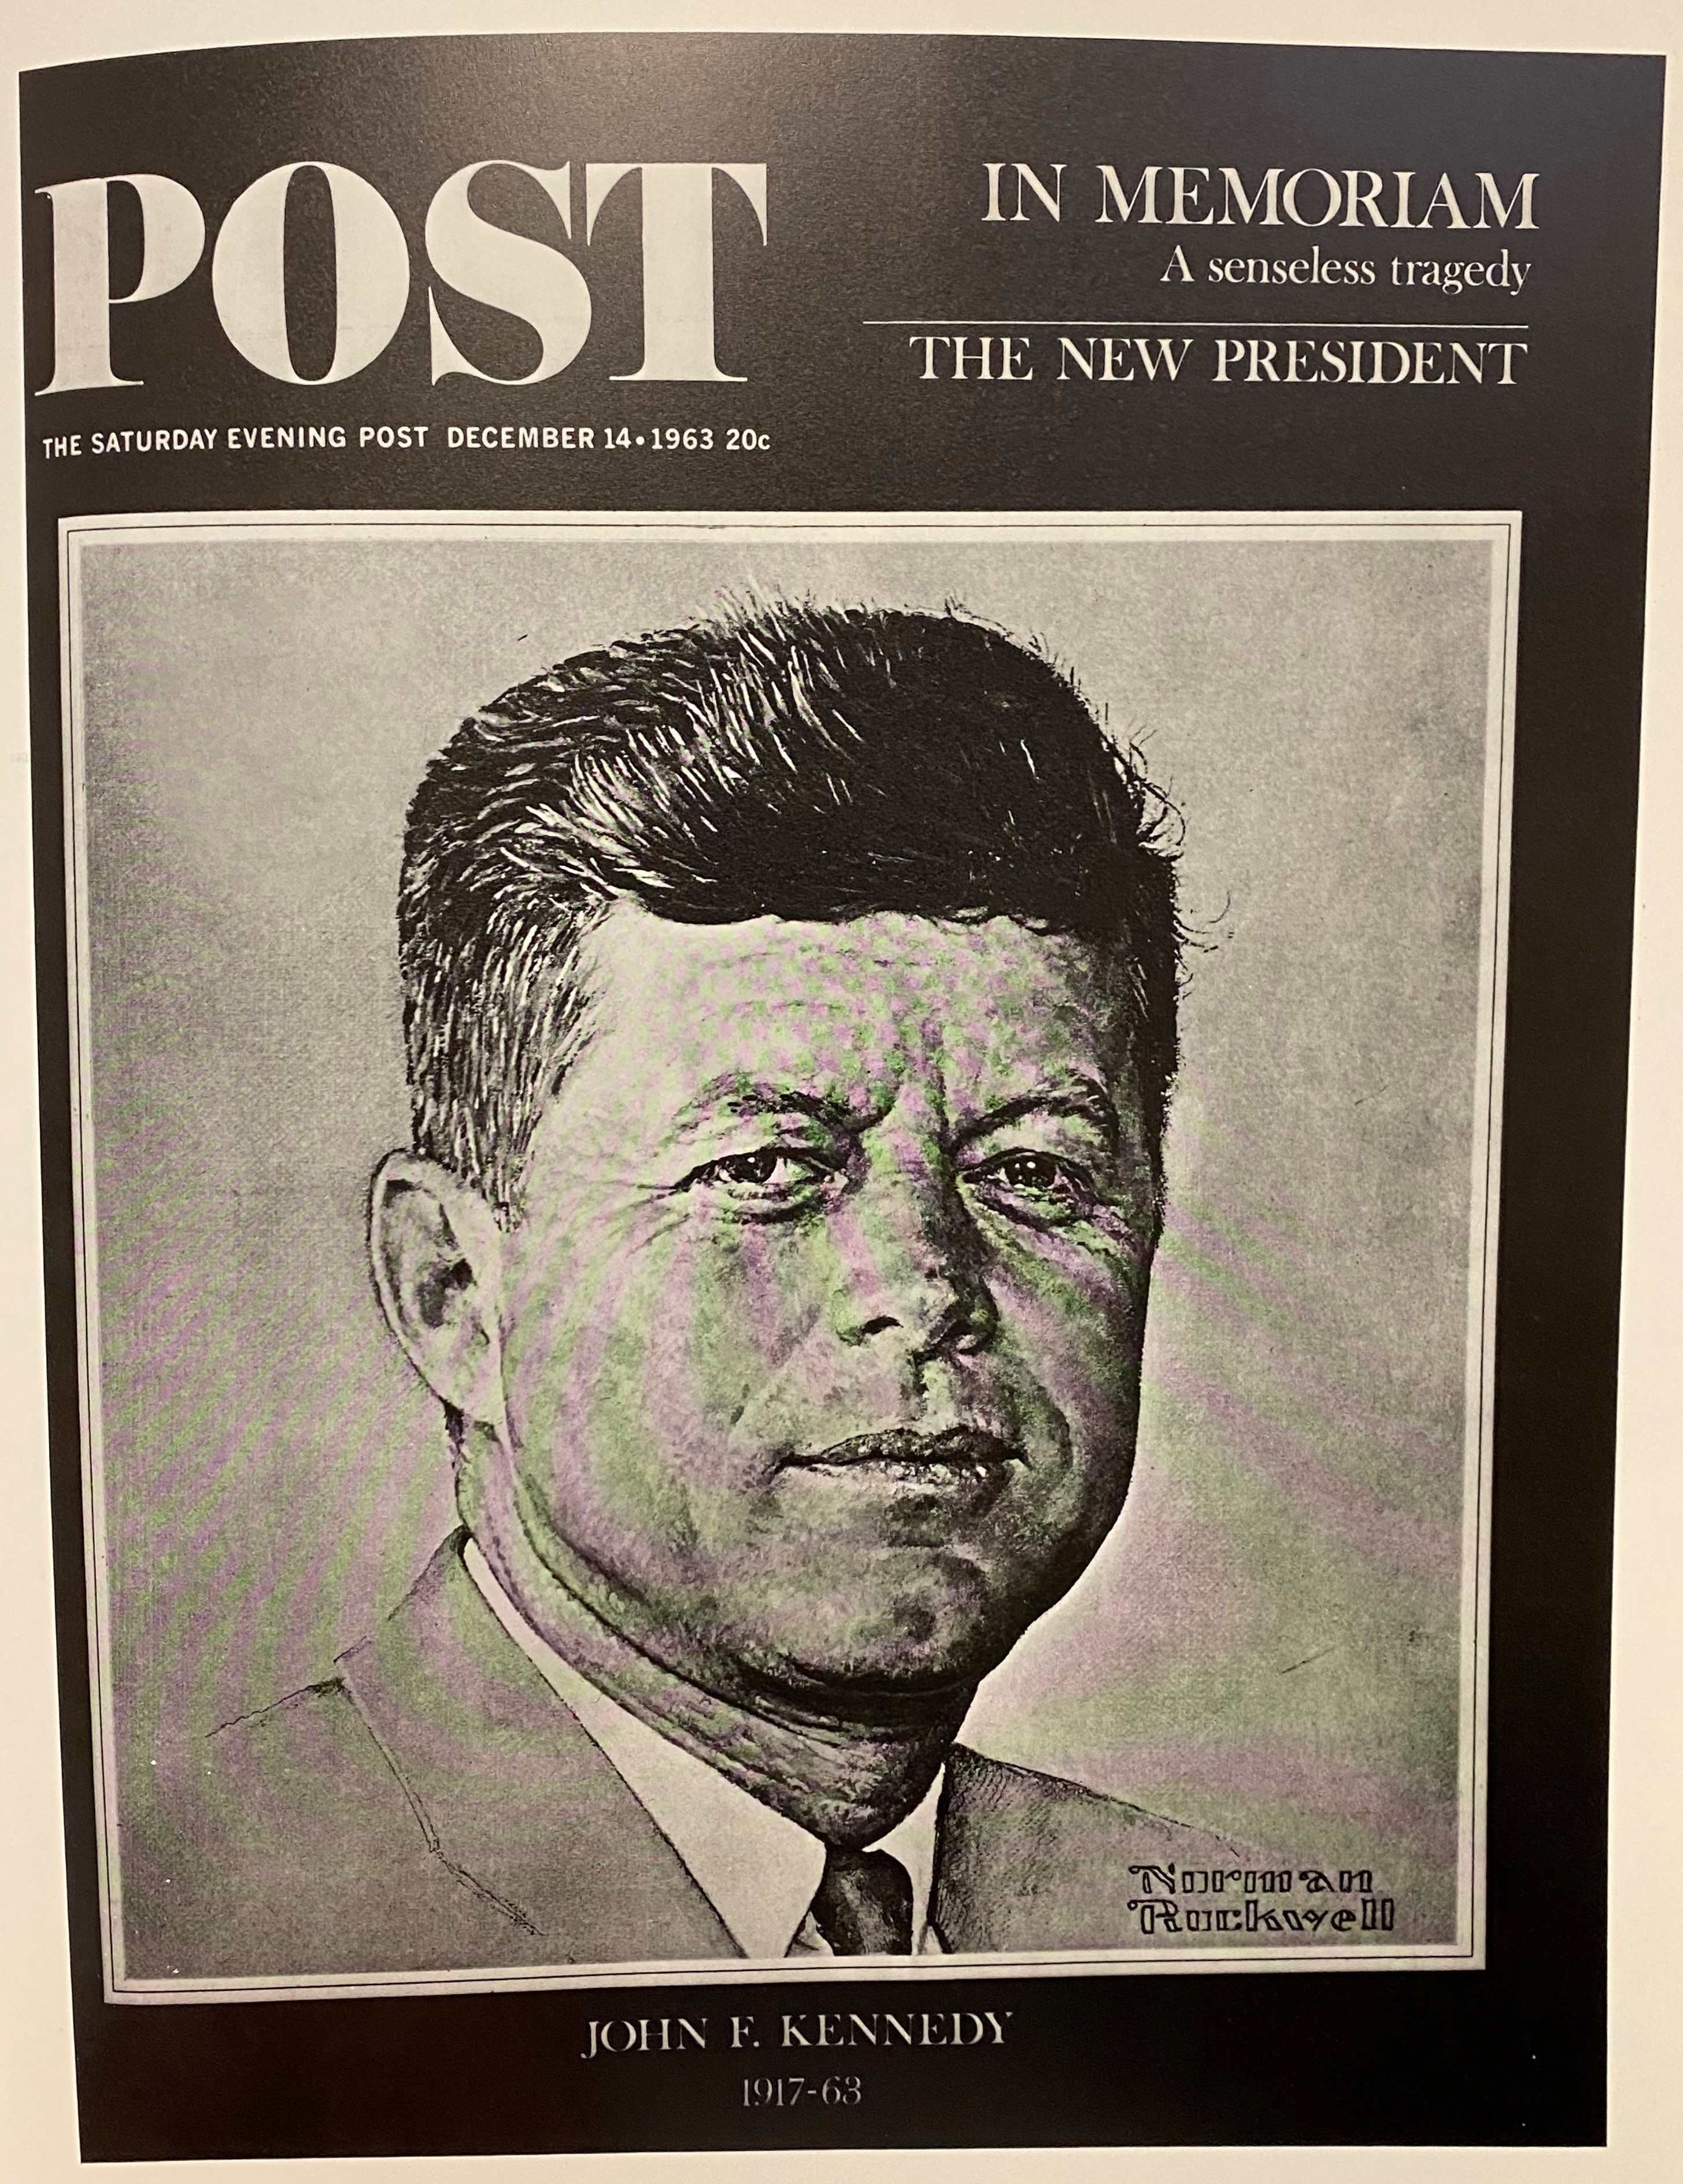 POST
THE SATURDAY EVENING POST DECEMBER 14•1963 20c
IN MEMORIAM
A senseless tragedy
THE NEW PRESIDENT
Norman
Rockwell
JOHN F. KENNEDY
1917-63